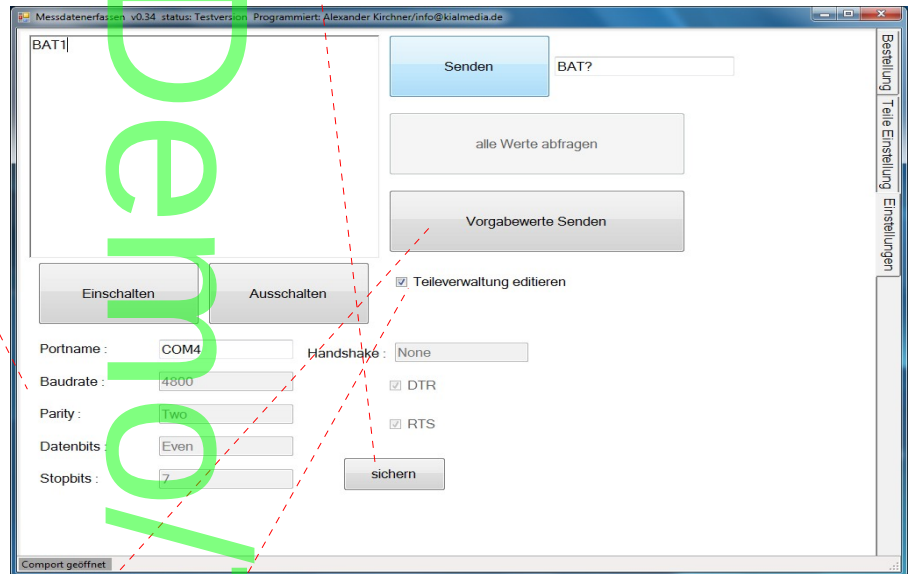 Messdatenerfassen v0.34 status: Testversion Programmiert: Alexander Kirchner/info@kialmedia.de
BAT1
Senden
BAT?
alle Werte abfragen
Vorgabewerte Senden
Teileverwaltung editieren
Einschalten
Ausschalten
Portname :
COM4
Handshake :
None
Baudrate :
4800
DTR
Parity :
Two
RTS
Datenbits :
Even
Stopbits :
7
sichern
Comport geöffnet
Bestellung
Teile Einstellung
Einstellungen
Demo/